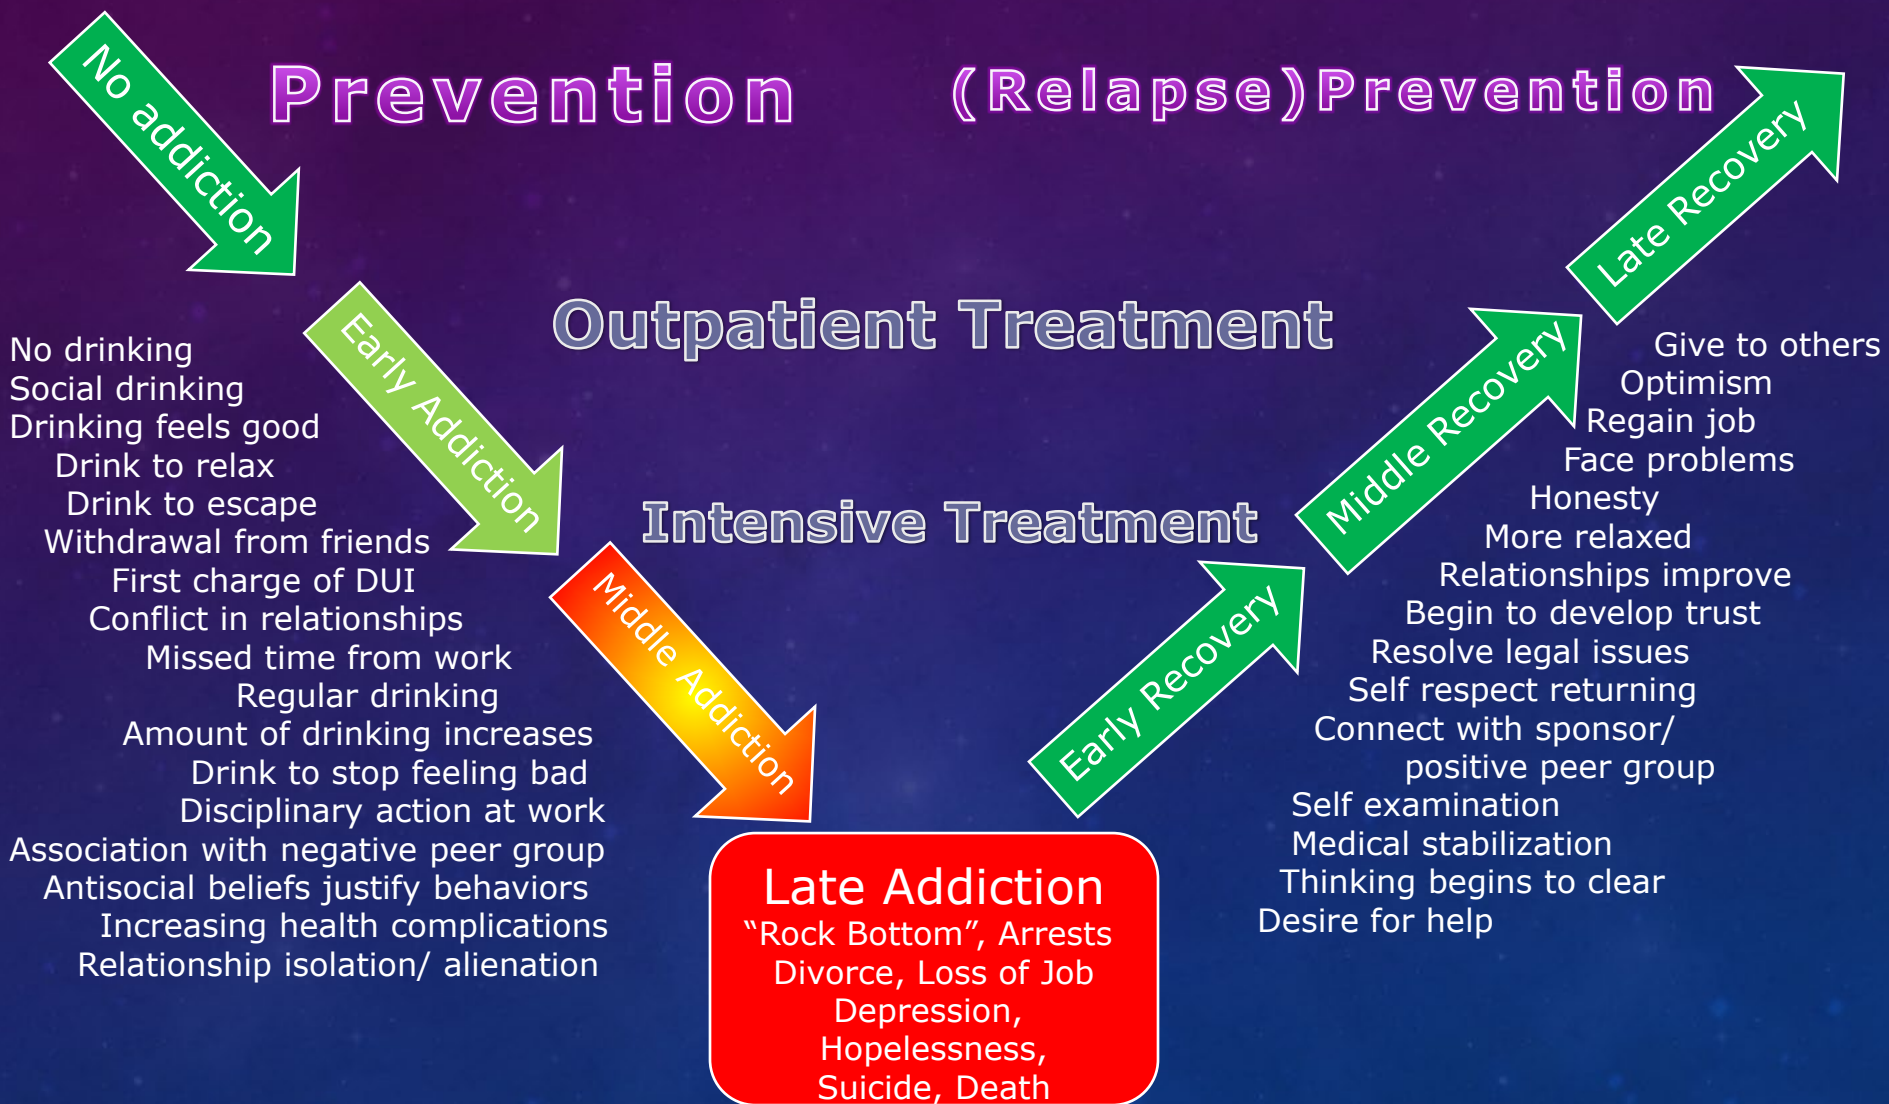 No addiction
Prevention
(Relapse)Prevention
Late Recovery
Early Addiction
Outpatient Treatment
Middle Recovery
No drinking
Social drinking
Drinking feels good
Drink to relax
Drink to escape
Withdrawal from friends
First charge of DUI
Conflict in relationships
Missed time from work
Regular drinking
Amount of drinking increases
Drink to stop feeling bad
Disciplinary action at work
Association with negative peer group
Antisocial beliefs justify behaviors
Increasing health complications
Relationship isolation/ alienation
Intensive Treatment
Middle Addiction
Early Recovery
Late Addiction
“Rock Bottom”, Arrests
Divorce, Loss of Job
Depression,
Hopelessness,
Suicide, Death
Give to others
Optimism
Regain job
Face problems
Honesty
More relaxed
Relationships improve
Begin to develop trust
Resolve legal issues
Self respect returning
Connect with sponsor/
positive peer group
Self examination
Medical stabilization
Thinking begins to clear
Desire for help